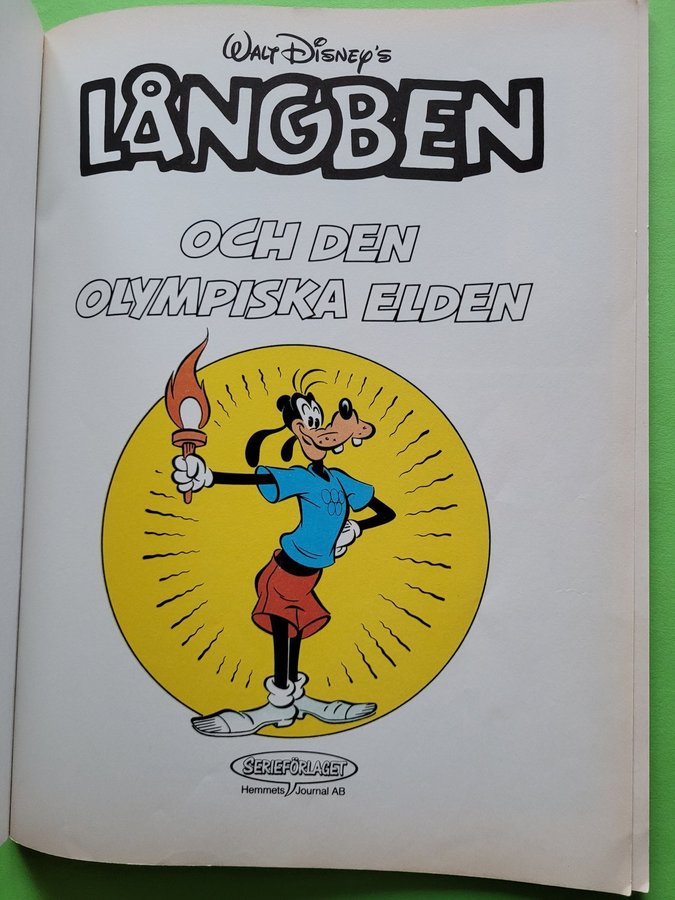 WALT DISNEY'S
LÅNGBEN
OCH DEN
OLYMPISKA ELDEN
SERIEFÖRLAGET
Hemmets Journal AB